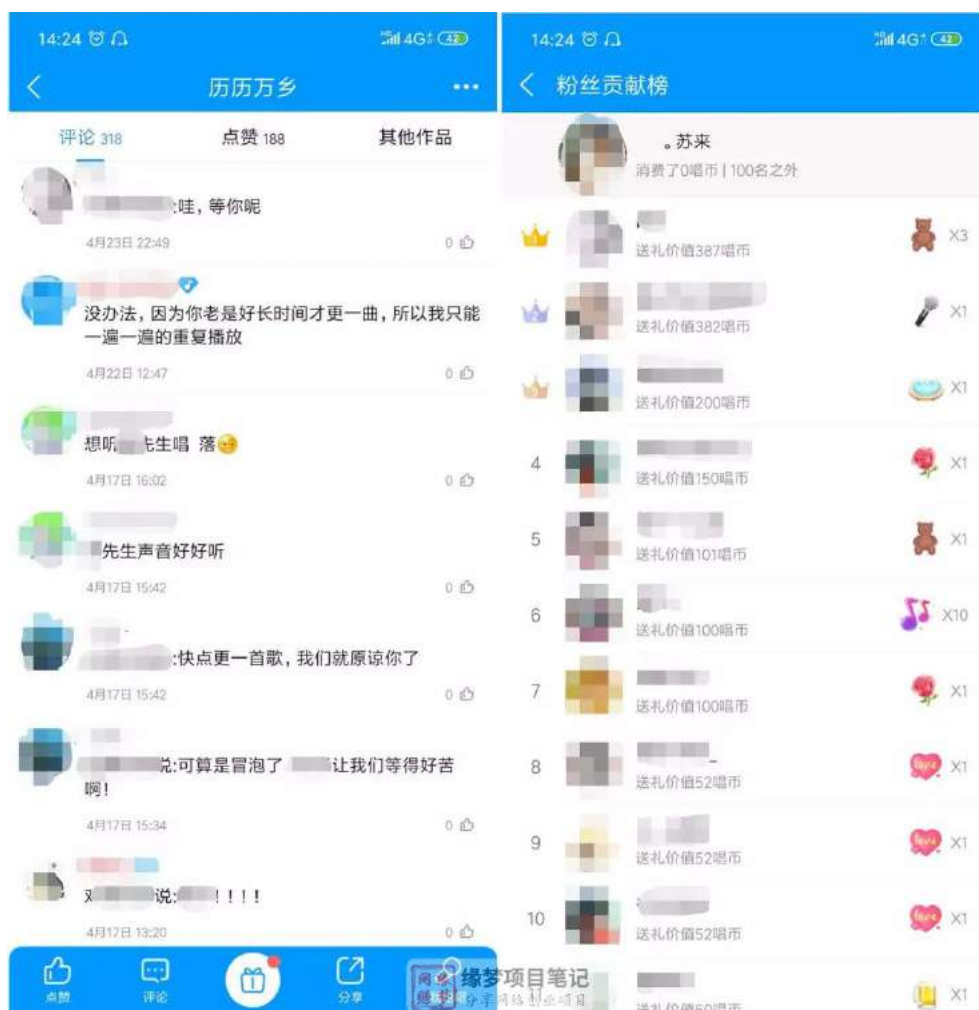 14:24
4G
42
历历万乡
评论 318
点赞 188
其他作品
:哇，等你呢
4月23日 22:49
0
没办法，因为你老是好长时间才更一曲，所以我只能
一遍一遍的重复播放
4月22日 12:47
0
想听
先生唱 落
4月17日 16:02
0
先生声音好好听
4月17日 15:42
0
:快点更一首歌，我们就原谅你了
4月17日 15:42
0
说:可算是冒泡了
让我们等得好苦
啊！
4月17日 15:34
0
说:
！！！！
4月17日 13:20
0
点赞
评论
分享
14:24
4G
42
粉丝贡献榜
。苏来
消费了0唱币 | 100名之外
送礼价值387唱币
X3
送礼价值382唱币
X1
送礼价值200唱币
X1
4
送礼价值150唱币
X1
5
送礼价值101唱币
X1
6
送礼价值100唱币
X10
7
送礼价值100唱币
X1
8
送礼价值52唱币
X1
9
送礼价值52唱币
X1
10
送礼价值52唱币
X1
11
X1
缘梦项目笔记
分享网络创业项目